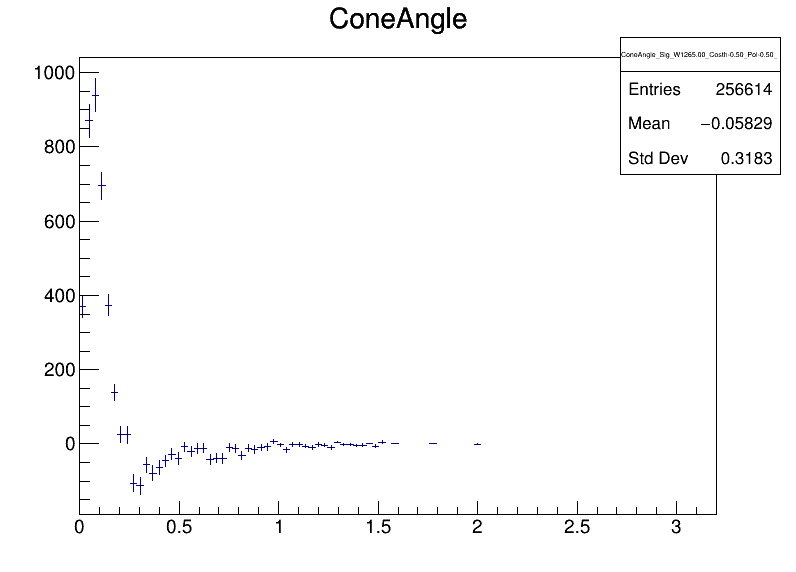 ConeAngle
ConeAngle_Sig_W1265.00_Costh-0.50_Pol-0.50_
Entries 256614
Mean −0.05829
Std Dev 0.3183
1000
800
600
400
200
0
0 0.5 1 1.5 2 2.5 3